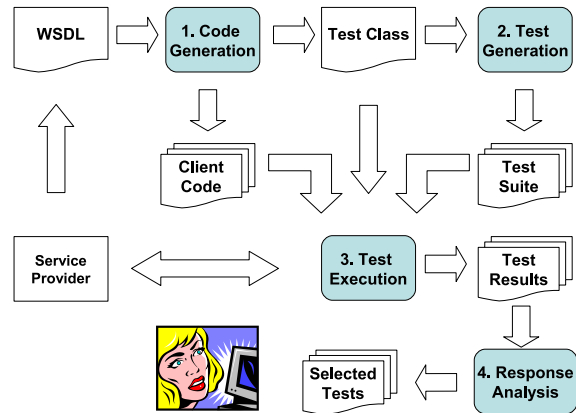 WSDL
1. Code
Generation
Test Class
2. Test
Generation
Client
Code
Test
Suite
Service
Provider
3. Test
Execution
Test
Results
Selected
Tests
4. Response
Analysis